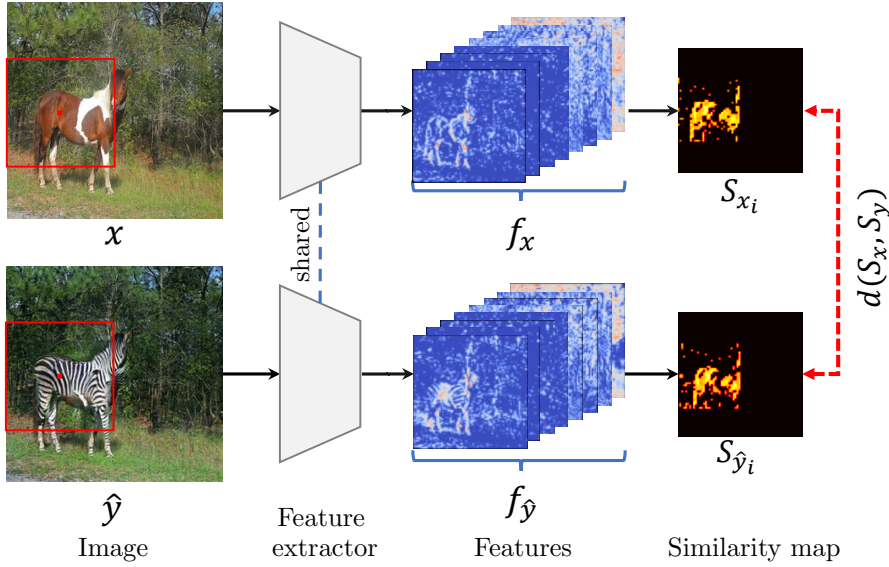 x
shared
f_x
S_{x_i}
d(S_x, S_y)
ŷ
f_ŷ
S_{ŷ_i}
Image
Feature
extractor
Features
Similarity map